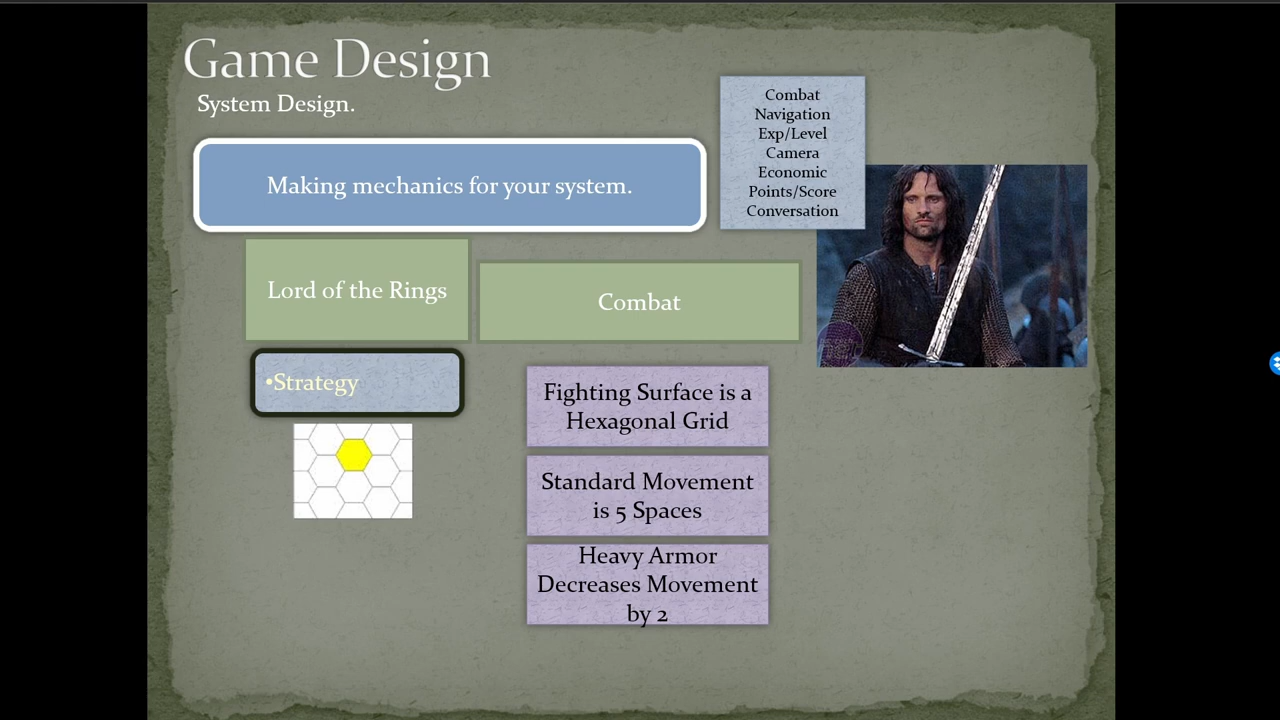 Game Design
System Design.
Combat
Navigation
Exp/Level
Camera
Economic
Points/Score
Conversation
Making mechanics for your system.
Lord of the Rings
Combat
•Strategy
Fighting Surface is a
Hexagonal Grid
Standard Movement
is 5 Spaces
Heavy Armor
Decreases Movement
by 2